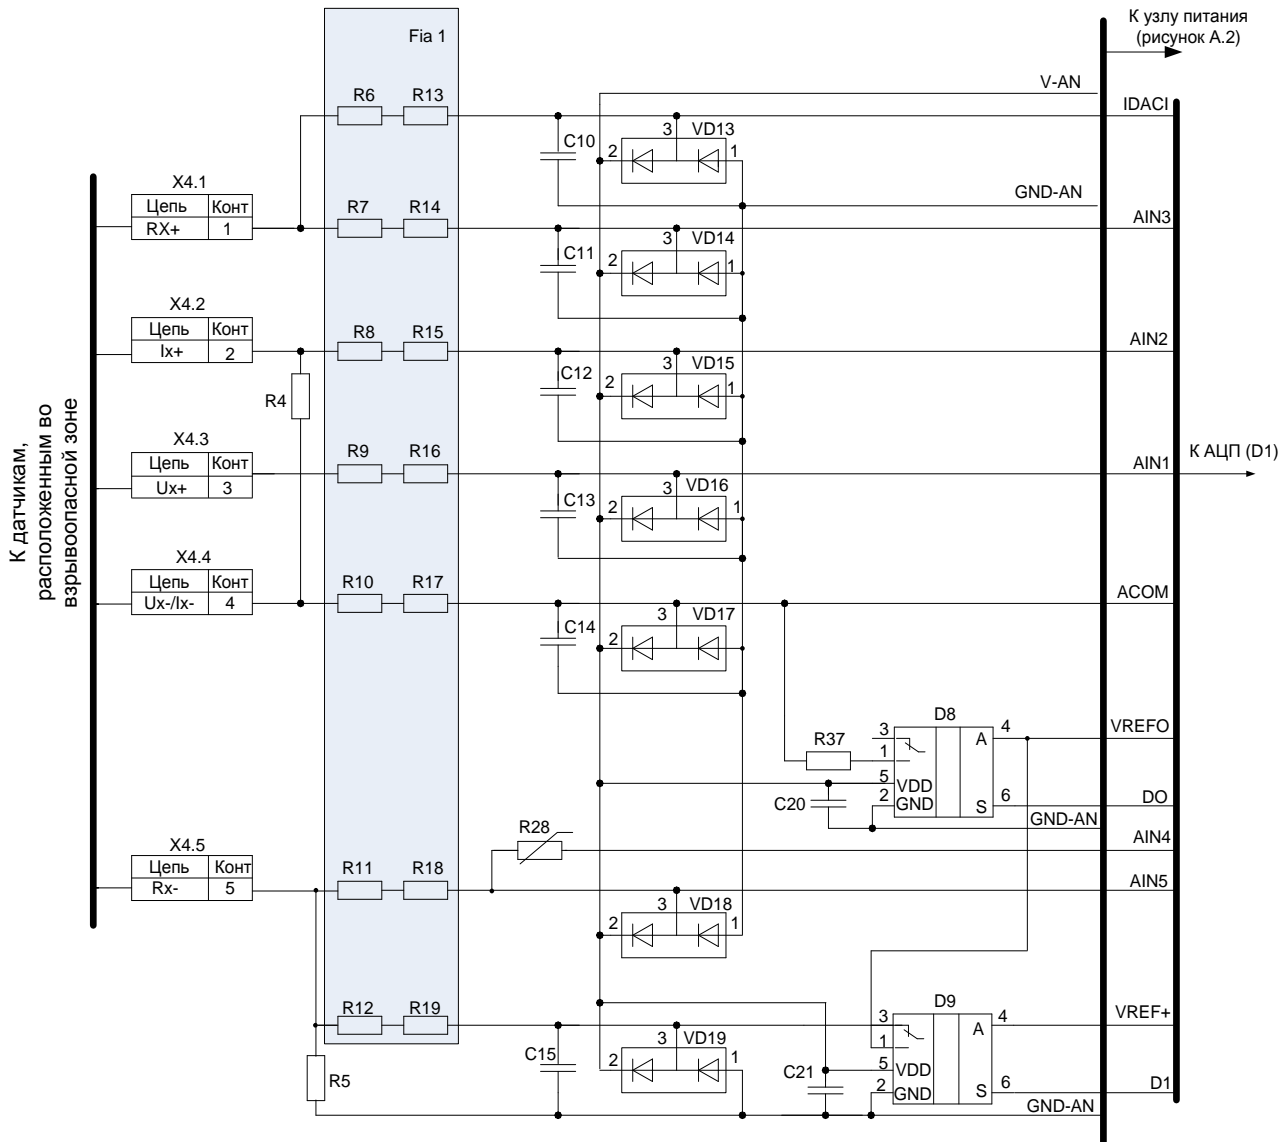 К узлу питания
(рисунок А.2)
Fia 1
V-AN
IDACI
R6 R13
C10
3 VD13
2 1
GND-AN
X4.1
Цепь Конт
RX+ 1
R7 R14
C11
3 VD14
2 1
AIN3
X4.2
Цепь Конт
Ix+ 2
R8 R15
C12
3 VD15
2 1
AIN2
R4
X4.3
Цепь Конт
Ux+ 3
R9 R16
C13
3 VD16
2 1
AIN1
К АЦП (D1)
К датчикам,
расположенным во
взрывоопасной зоне
X4.4
Цепь Конт
Ux-/Ix- 4
R10 R17
C14
3 VD17
2 1
ACOM
D8
R37
3
1
5 VDD
2 GND
A 4
S 6
VREFO
DO
C20
GND-AN
R28
AIN4
X4.5
Цепь Конт
Rx- 5
R11 R18
3 VD18
2 1
AIN5
R12 R19
C15
3 VD19
2 1
C21
D9
3
1
5 VDD
2 GND
A 4
S 6
VREF+
D1
R5
GND-AN